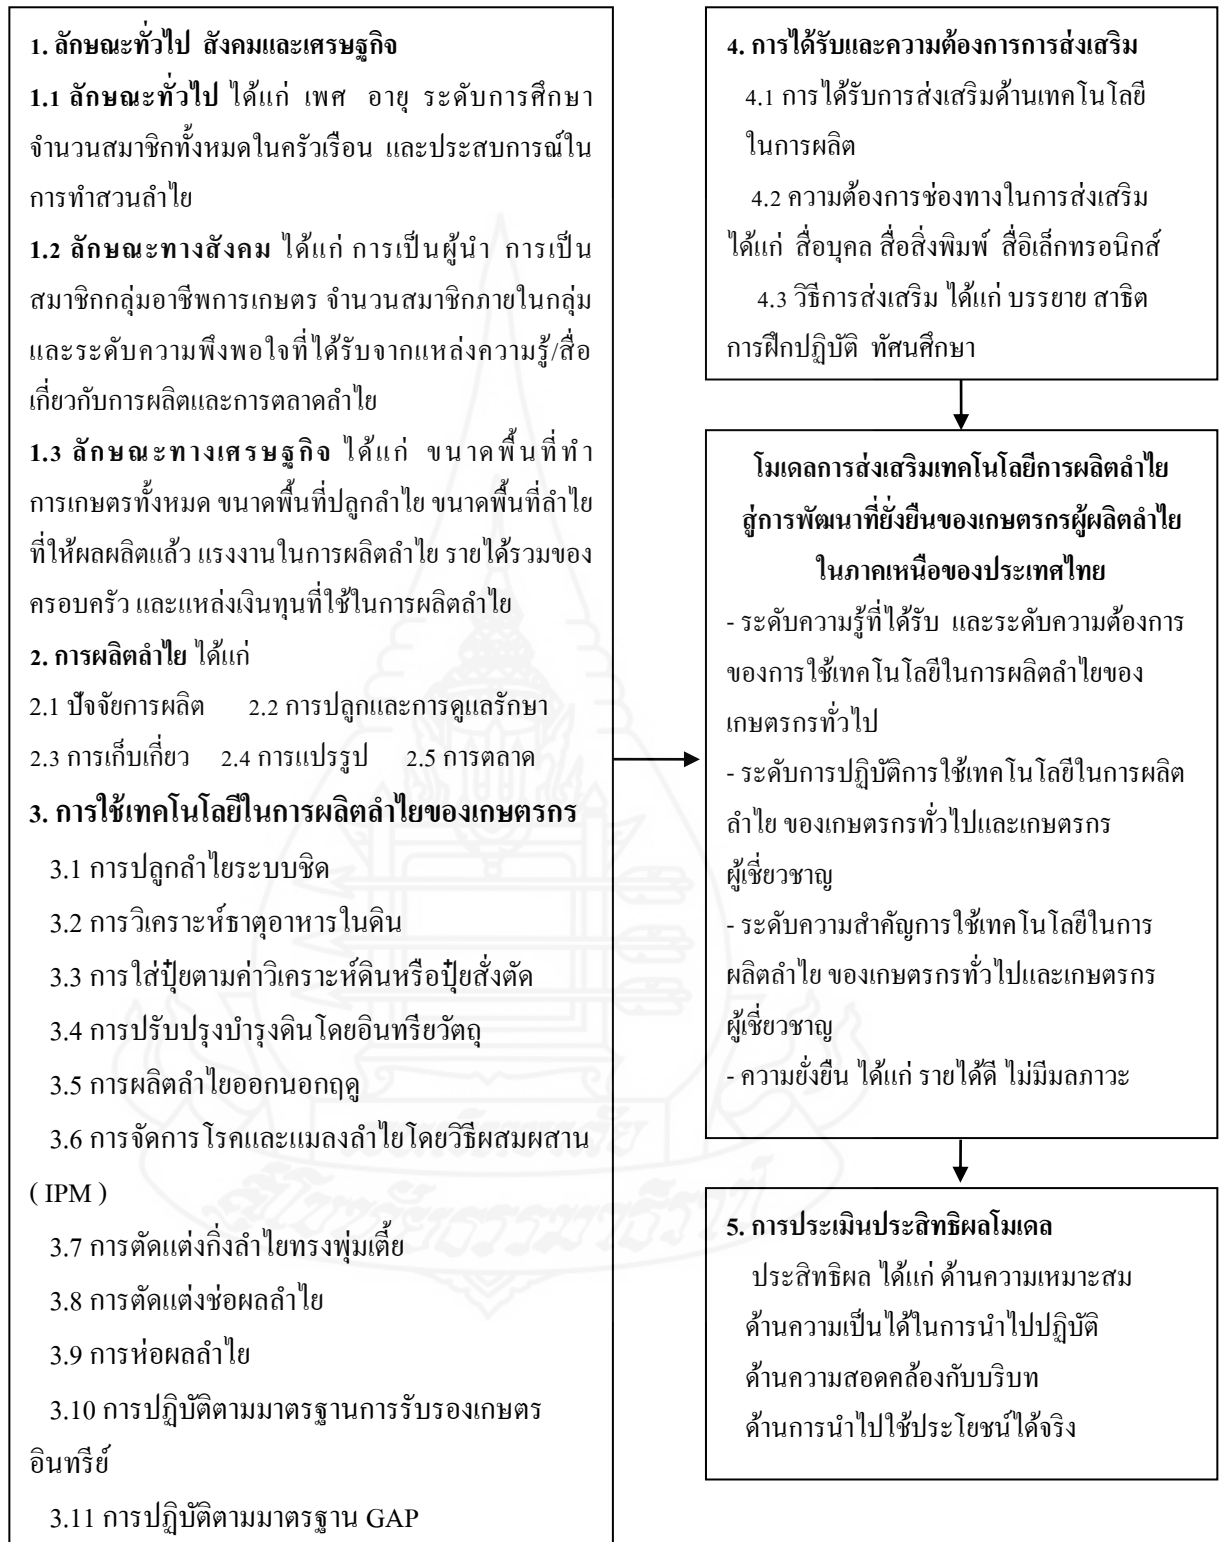 1. ลักษณะทั่วไป สังคมและเศรษฐกิจ
1.1 ลักษณะทั่วไป ได้แก่ เพศ อายุ ระดับการศึกษา
จำนวนสมาชิกทั้งหมดในครัวเรือน และประสบการณ์ใน
การทำสวนลำไย
1.2 ลักษณะทางสังคม ได้แก่ การเป็นผู้นำ การเป็น
สมาชิกกลุ่มอาชีพการเกษตร จำนวนสมาชิกภายในกลุ่ม
และระดับความพึงพอใจที่ได้รับจากแหล่งความรู้/สื่อ
เกี่ยวกับการผลิตและการตลาดลำไย
1.3 ลักษณะทางเศรษฐกิจ ได้แก่ ขนาดพื้นที่ทำ
การเกษตรทั้งหมด ขนาดพื้นที่ปลูกลำไย ขนาดพื้นที่ลำไย
ที่ให้ผลผลิตแล้ว แรงงานในการผลิตลำไย รายได้รวมของ
ครอบครัว และแหล่งเงินทุนที่ใช้ในการผลิตลำไย
2. การผลิตลำไย ได้แก่
2.1 ปัจจัยการผลิต 2.2 การปลูกและการดูแลรักษา
2.3 การเก็บเกี่ยว 2.4 การแปรรูป 2.5 การตลาด
3. การใช้เทคโนโลยีในการผลิตลำไยของเกษตรกร
3.1 การปลูกลำไยระบบชิด
3.2 การวิเคราะห์ธาตุอาหารในดิน
3.3 การใส่ปุ๋ยตามค่าวิเคราะห์ดินหรือปุ๋ยสั่งตัด
3.4 การปรับปรุงบำรุงดินโดยอินทรียวัตถุ
3.5 การผลิตลำไยออกนอกฤดู
3.6 การจัดการโรคและแมลงลำไยโดยวิธีผสมผสาน
( IPM )
3.7 การตัดแต่งกิ่งลำไยทรงพุ่มเตี้ย
3.8 การตัดแต่งช่อผลลำไย
3.9 การห่อผลลำไย
3.10 การปฏิบัติตามมาตรฐานการรับรองเกษตร
อินทรีย์
3.11 การปฏิบัติตามมาตรฐาน GAP
4. การได้รับและความต้องการการส่งเสริม
4.1 การได้รับการส่งเสริมด้านเทคโนโลยี
ในการผลิต
4.2 ความต้องการช่องทางในการส่งเสริม
ได้แก่ สื่อบุคล สื่อสิ่งพิมพ์ สื่ออิเล็กทรอนิกส์
4.3 วิธีการส่งเสริม ได้แก่ บรรยาย สาธิต
การฝึกปฏิบัติ ทัศนศึกษา
โมเดลการส่งเสริมเทคโนโลยีการผลิตลำไย
สู่การพัฒนาที่ยั่งยืนของเกษตรกรผู้ผลิตลำไย
ในภาคเหนือของประเทศไทย
- ระดับความรู้ที่ได้รับ และระดับความต้องการ
ของการใช้เทคโนโลยีในการผลิตลำไยของ
เกษตรกรทั่วไป
- ระดับการปฏิบัติการใช้เทคโนโลยีในการผลิต
ลำไย ของเกษตรกรทั่วไปและเกษตรกร
ผู้เชี่ยวชาญ
- ระดับความสำคัญการใช้เทคโนโลยีในการ
ผลิตลำไย ของเกษตรกรทั่วไปและเกษตรกร
ผู้เชี่ยวชาญ
- ความยั่งยืน ได้แก่ รายได้ดี ไม่มีมลภาวะ
5. การประเมินประสิทธิผลโมเดล
ประสิทธิผล ได้แก่ ด้านความเหมาะสม
ด้านความเป็นได้ในการนำไปปฏิบัติ
ด้านความสอดคล้องกับบริบท
ด้านการนำไปใช้ประโยชน์ได้จริง